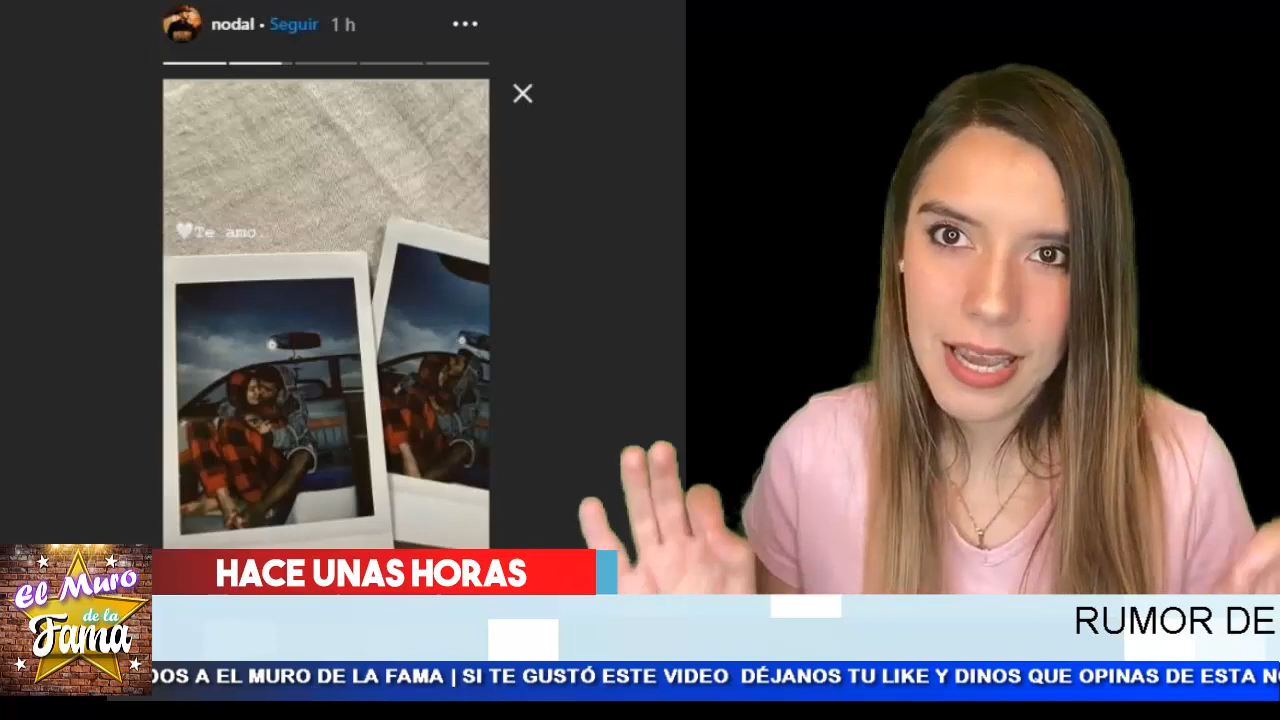 nodal • Seguir 1 h
Te amo.
HACE UNAS HORAS
El Muro
de la
Fama
RUMOR DE
DOS A EL MURO DE LA FAMA | SI TE GUSTÓ ESTE VIDEO DÉJANOS TU LIKE Y DINOS QUE OPINAS DE ESTA NO